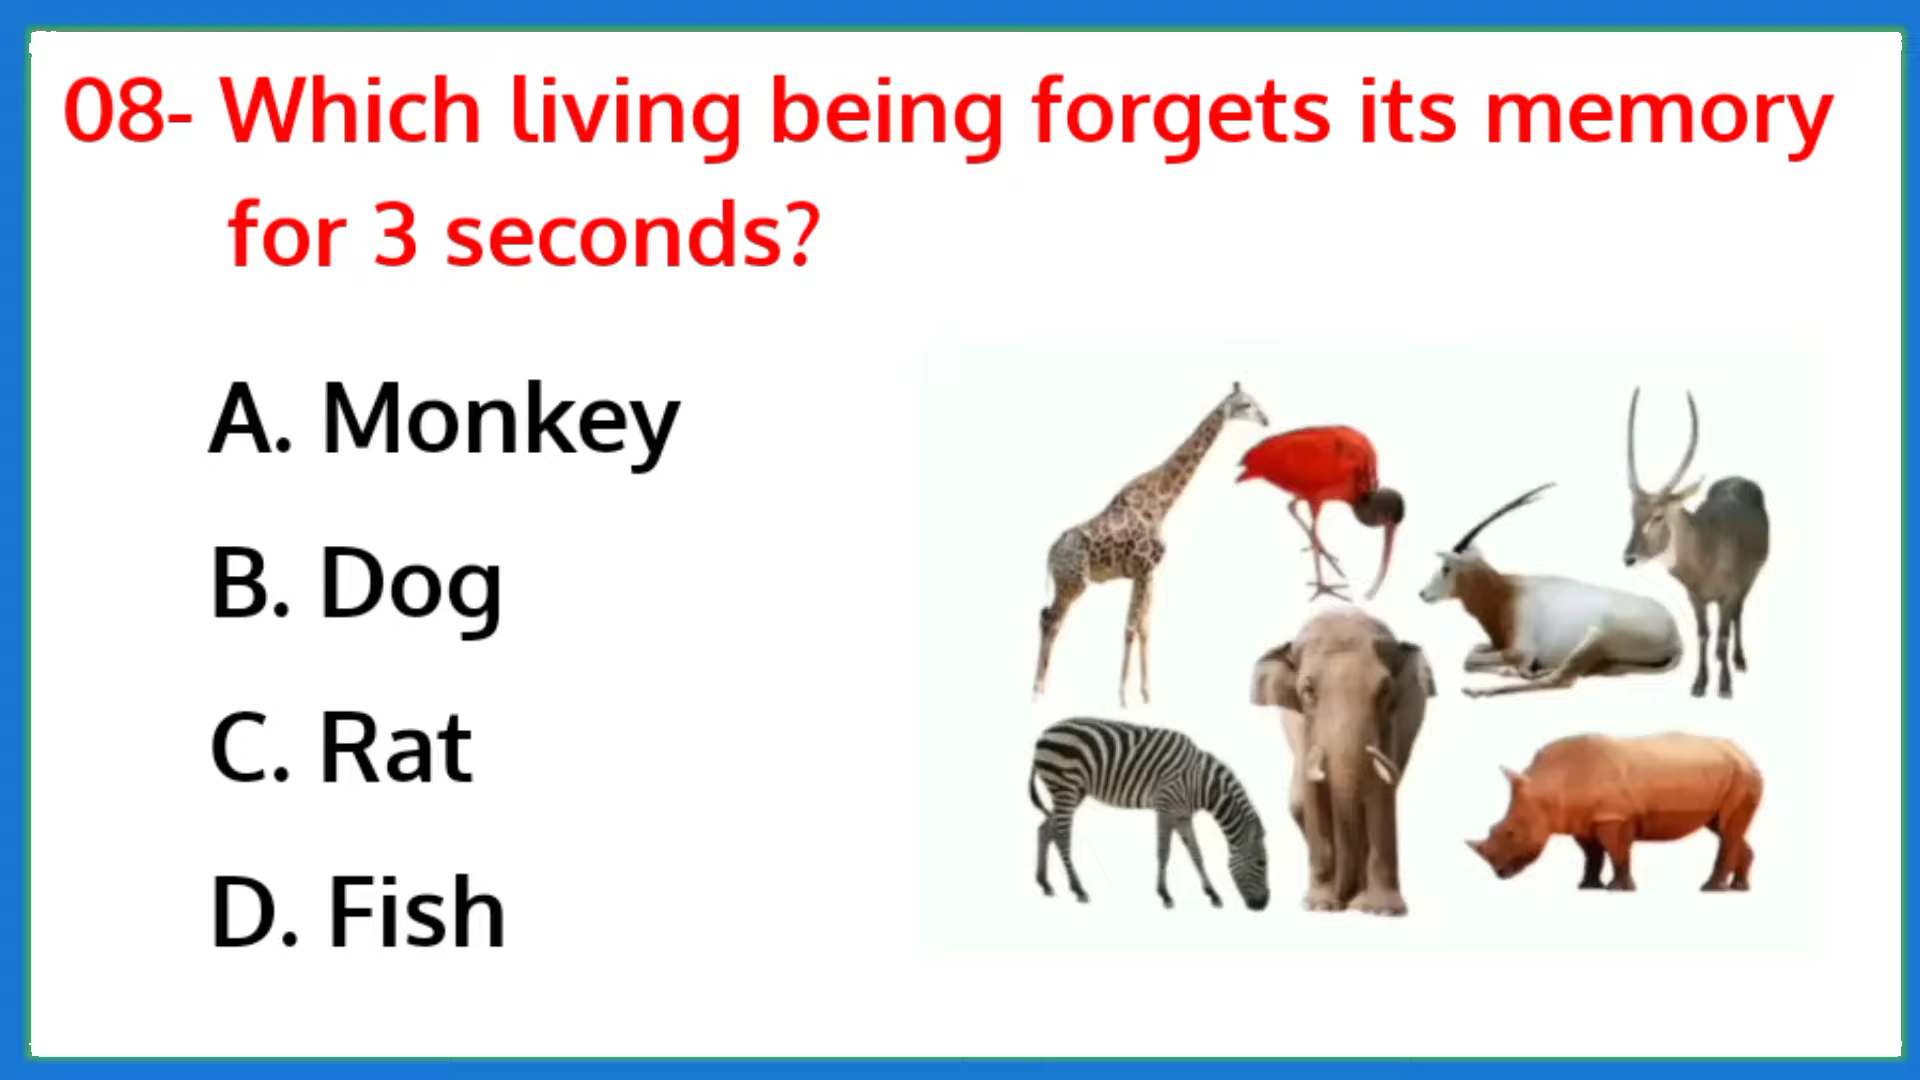 08- Which living being forgets its memory
for 3 seconds?
A. Monkey
B. Dog
C. Rat
D. Fish